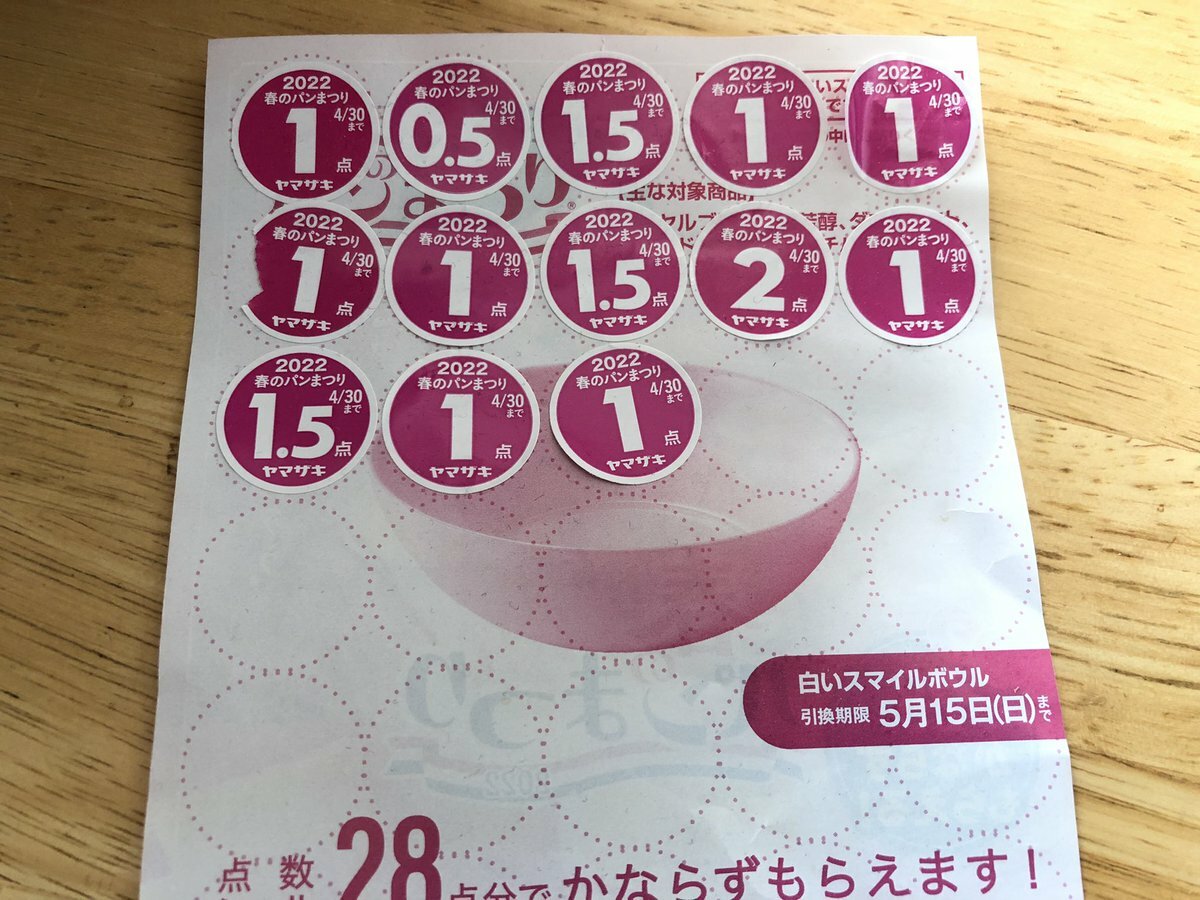 2022
春のパンまつり
4/30
まで
1点
ヤマザキ
2022
春のパンまつり
4/30
まで
0.5点
ヤマザキ
2022
春のパンまつり
4/30
まで
1.5点
ヤマザキ
2022
春のパンまつり
4/30
まで
1点
ヤマザキ
2022
春のパンまつり
4/30
まで
1点
ヤマザキ
【主な対象商品】
2022
春のパンまつり
4/30
まで
1点
ヤマザキ
2022
春のパンまつり
4/30
まで
1点
ヤマザキ
2022
春のパンまつり
4/30
まで
1.5点
ヤマザキ
2022
春のパンまつり
4/30
まで
2点
ヤマザキ
2022
春のパンまつり
4/30
まで
1点
ヤマザキ
2022
春のパンまつり
4/30
まで
1.5点
ヤマザキ
2022
春のパンまつり
4/30
まで
1点
ヤマザキ
2022
春のパンまつり
4/30
まで
1点
ヤマザキ
白いスマイルボウル
引換期限 5月15日(日)まで
点数
28点分でかならずもらえます!